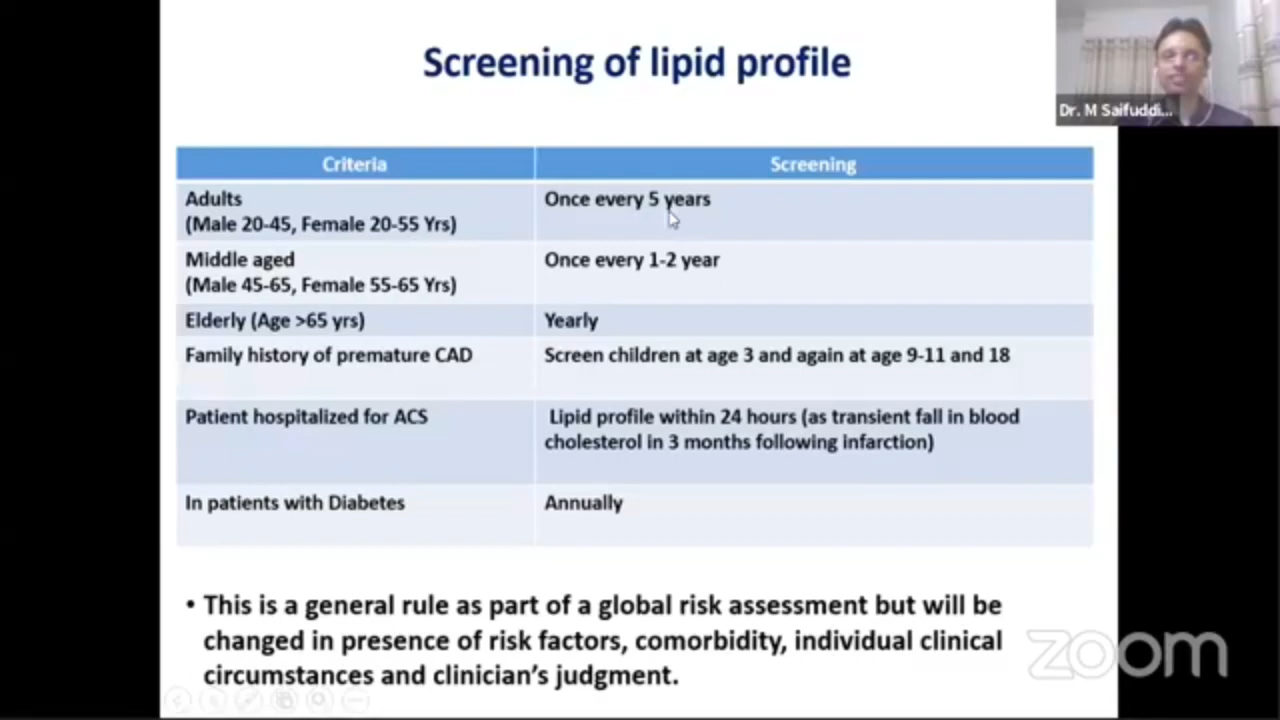 Screening of lipid profile
Dr. M Saifuddi...
Criteria
Screening
Adults
(Male 20-45, Female 20-55 Yrs)
Once every 5 years
Middle aged
(Male 45-65, Female 55-65 Yrs)
Once every 1-2 year
Elderly (Age >65 yrs)
Yearly
Family history of premature CAD
Screen children at age 3 and again at age 9-11 and 18
Patient hospitalized for ACS
Lipid profile within 24 hours (as transient fall in blood
cholesterol in 3 months following infarction)
In patients with Diabetes
Annually
• This is a general rule as part of a global risk assessment but will be
changed in presence of risk factors, comorbidity, individual clinical
circumstances and clinician's judgment.
zoom